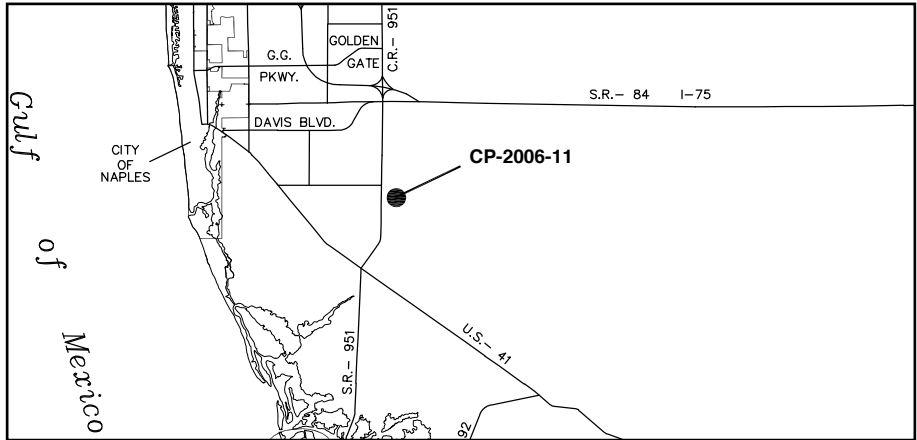 GOLDEN
GATE
C.R.- 951
G.G.
PKWY.
S.R.- 84 I-75
DAVIS BLVD.
CITY
OF
NAPLES
CP-2006-11
Gulf
of
Mexico
U.S.- 41
S.R.- 951
92